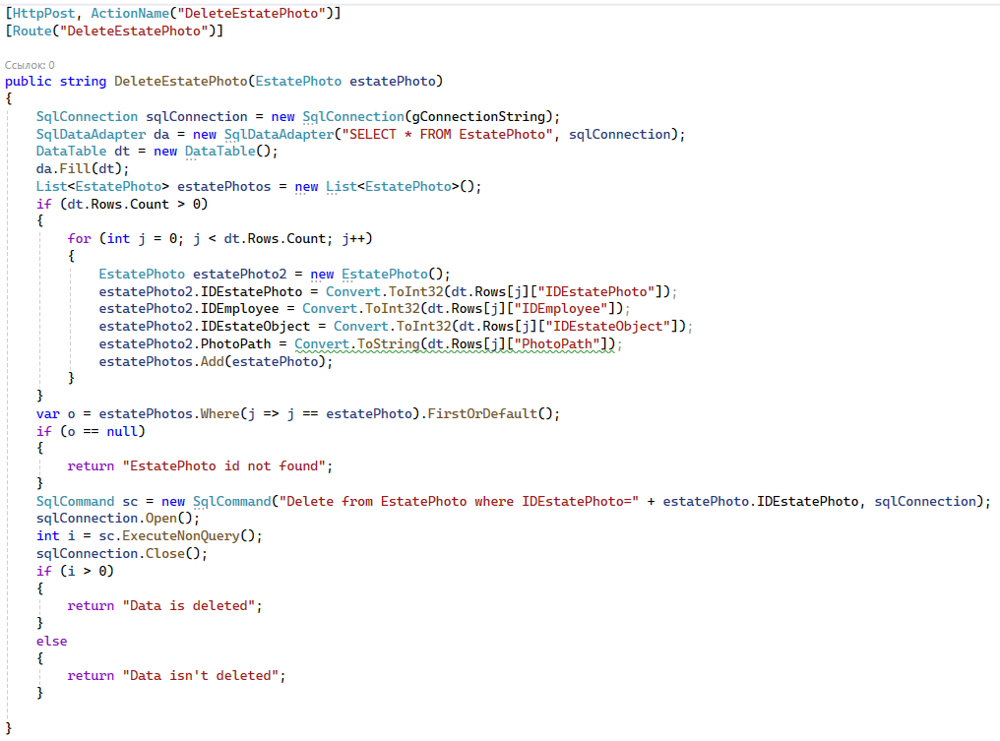 [HttpPost, ActionName("DeleteEstatePhoto")]
[Route("DeleteEstatePhoto")]
Ссылок: 0
public string DeleteEstatePhoto(EstatePhoto estatePhoto)
{
    SqlConnection sqlConnection = new SqlConnection(gConnectionString);
    SqlDataAdapter da = new SqlDataAdapter("SELECT * FROM EstatePhoto", sqlConnection);
    DataTable dt = new DataTable();
    da.Fill(dt);
    List<EstatePhoto> estatePhotos = new List<EstatePhoto>();
    if (dt.Rows.Count > 0)
    {
        for (int j = 0; j < dt.Rows.Count; j++)
        {
            EstatePhoto estatePhoto2 = new EstatePhoto();
            estatePhoto2.IDEstatePhoto = Convert.ToInt32(dt.Rows[j]["IDEstatePhoto"]);
            estatePhoto2.IDEmployee = Convert.ToInt32(dt.Rows[j]["IDEmployee"]);
            estatePhoto2.IDEstateObject = Convert.ToInt32(dt.Rows[j]["IDEstateObject"]);
            estatePhoto2.PhotoPath = Convert.ToString(dt.Rows[j]["PhotoPath"]);
            estatePhotos.Add(estatePhoto);
        }
    }
    var o = estatePhotos.Where(j => j == estatePhoto).FirstOrDefault();
    if (o == null)
    {
        return "EstatePhoto id not found";
    }
    SqlCommand sc = new SqlCommand("Delete from EstatePhoto where IDEstatePhoto=" + estatePhoto.IDEstatePhoto, sqlConnection);
    sqlConnection.Open();
    int i = sc.ExecuteNonQuery();
    sqlConnection.Close();
    if (i > 0)
    {
        return "Data is deleted";
    }
    else
    {
        return "Data isn't deleted";
    }
}